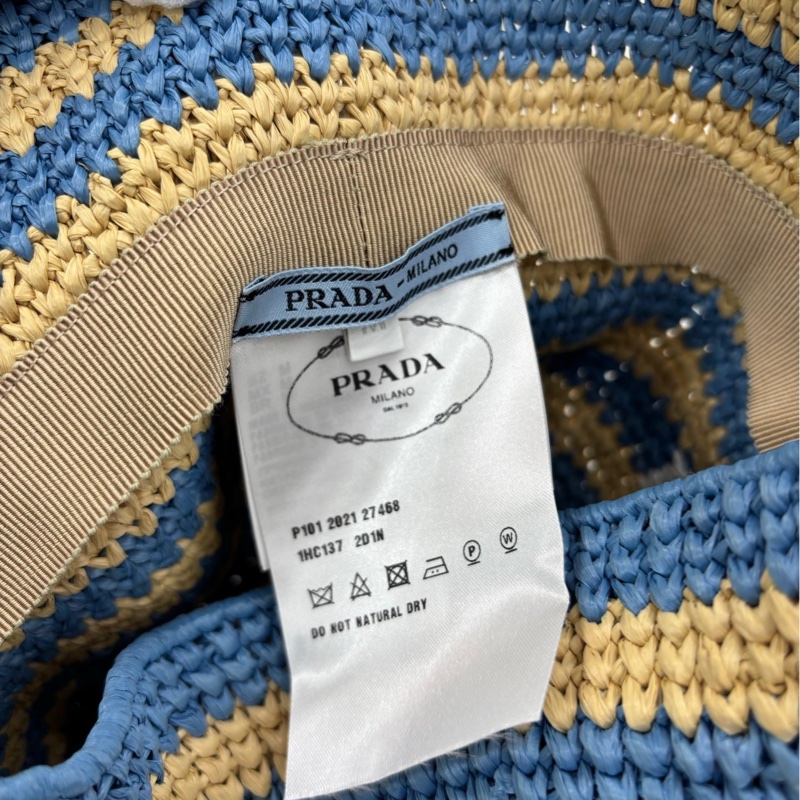 PRADA - MILANO
M
PRADA
MILANO
DAL 1913
P101 2021 27468
1HC137 2D1N
P W
DO NOT NATURAL DRY